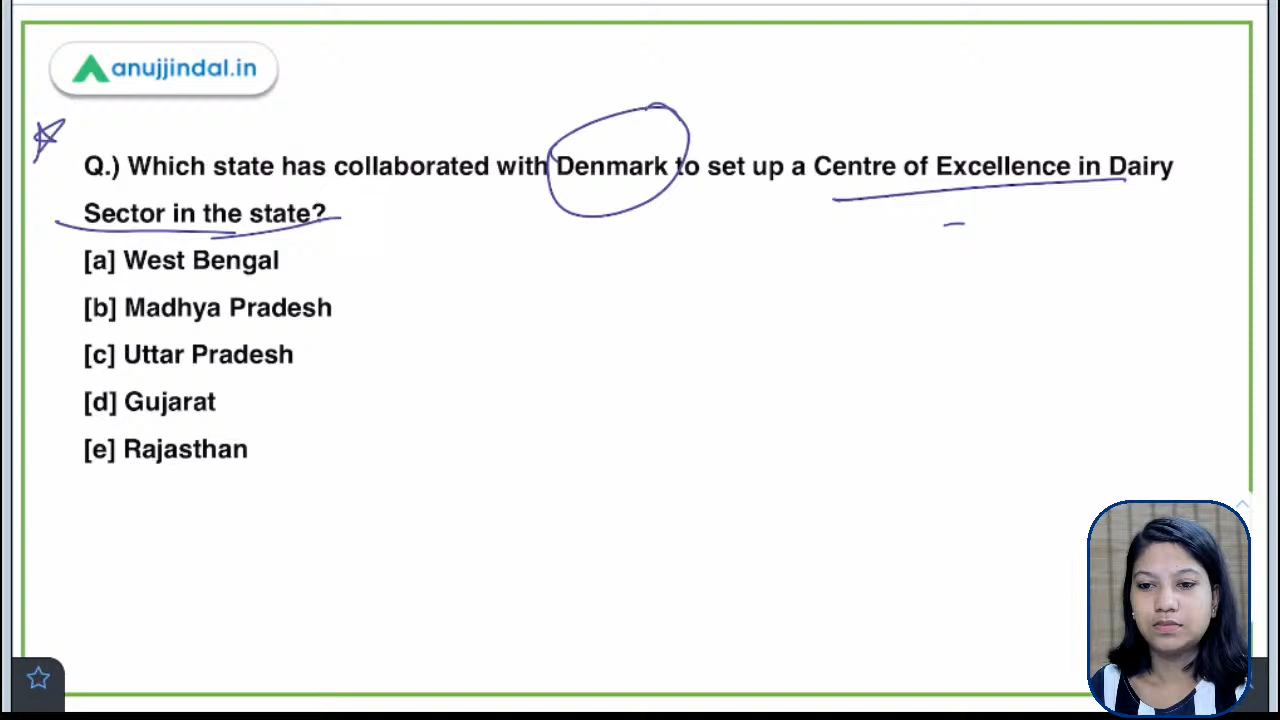 anujjindal.in
Q.) Which state has collaborated with Denmark to set up a Centre of Excellence in Dairy
Sector in the state?
[a] West Bengal
[b] Madhya Pradesh
[c] Uttar Pradesh
[d] Gujarat
[e] Rajasthan